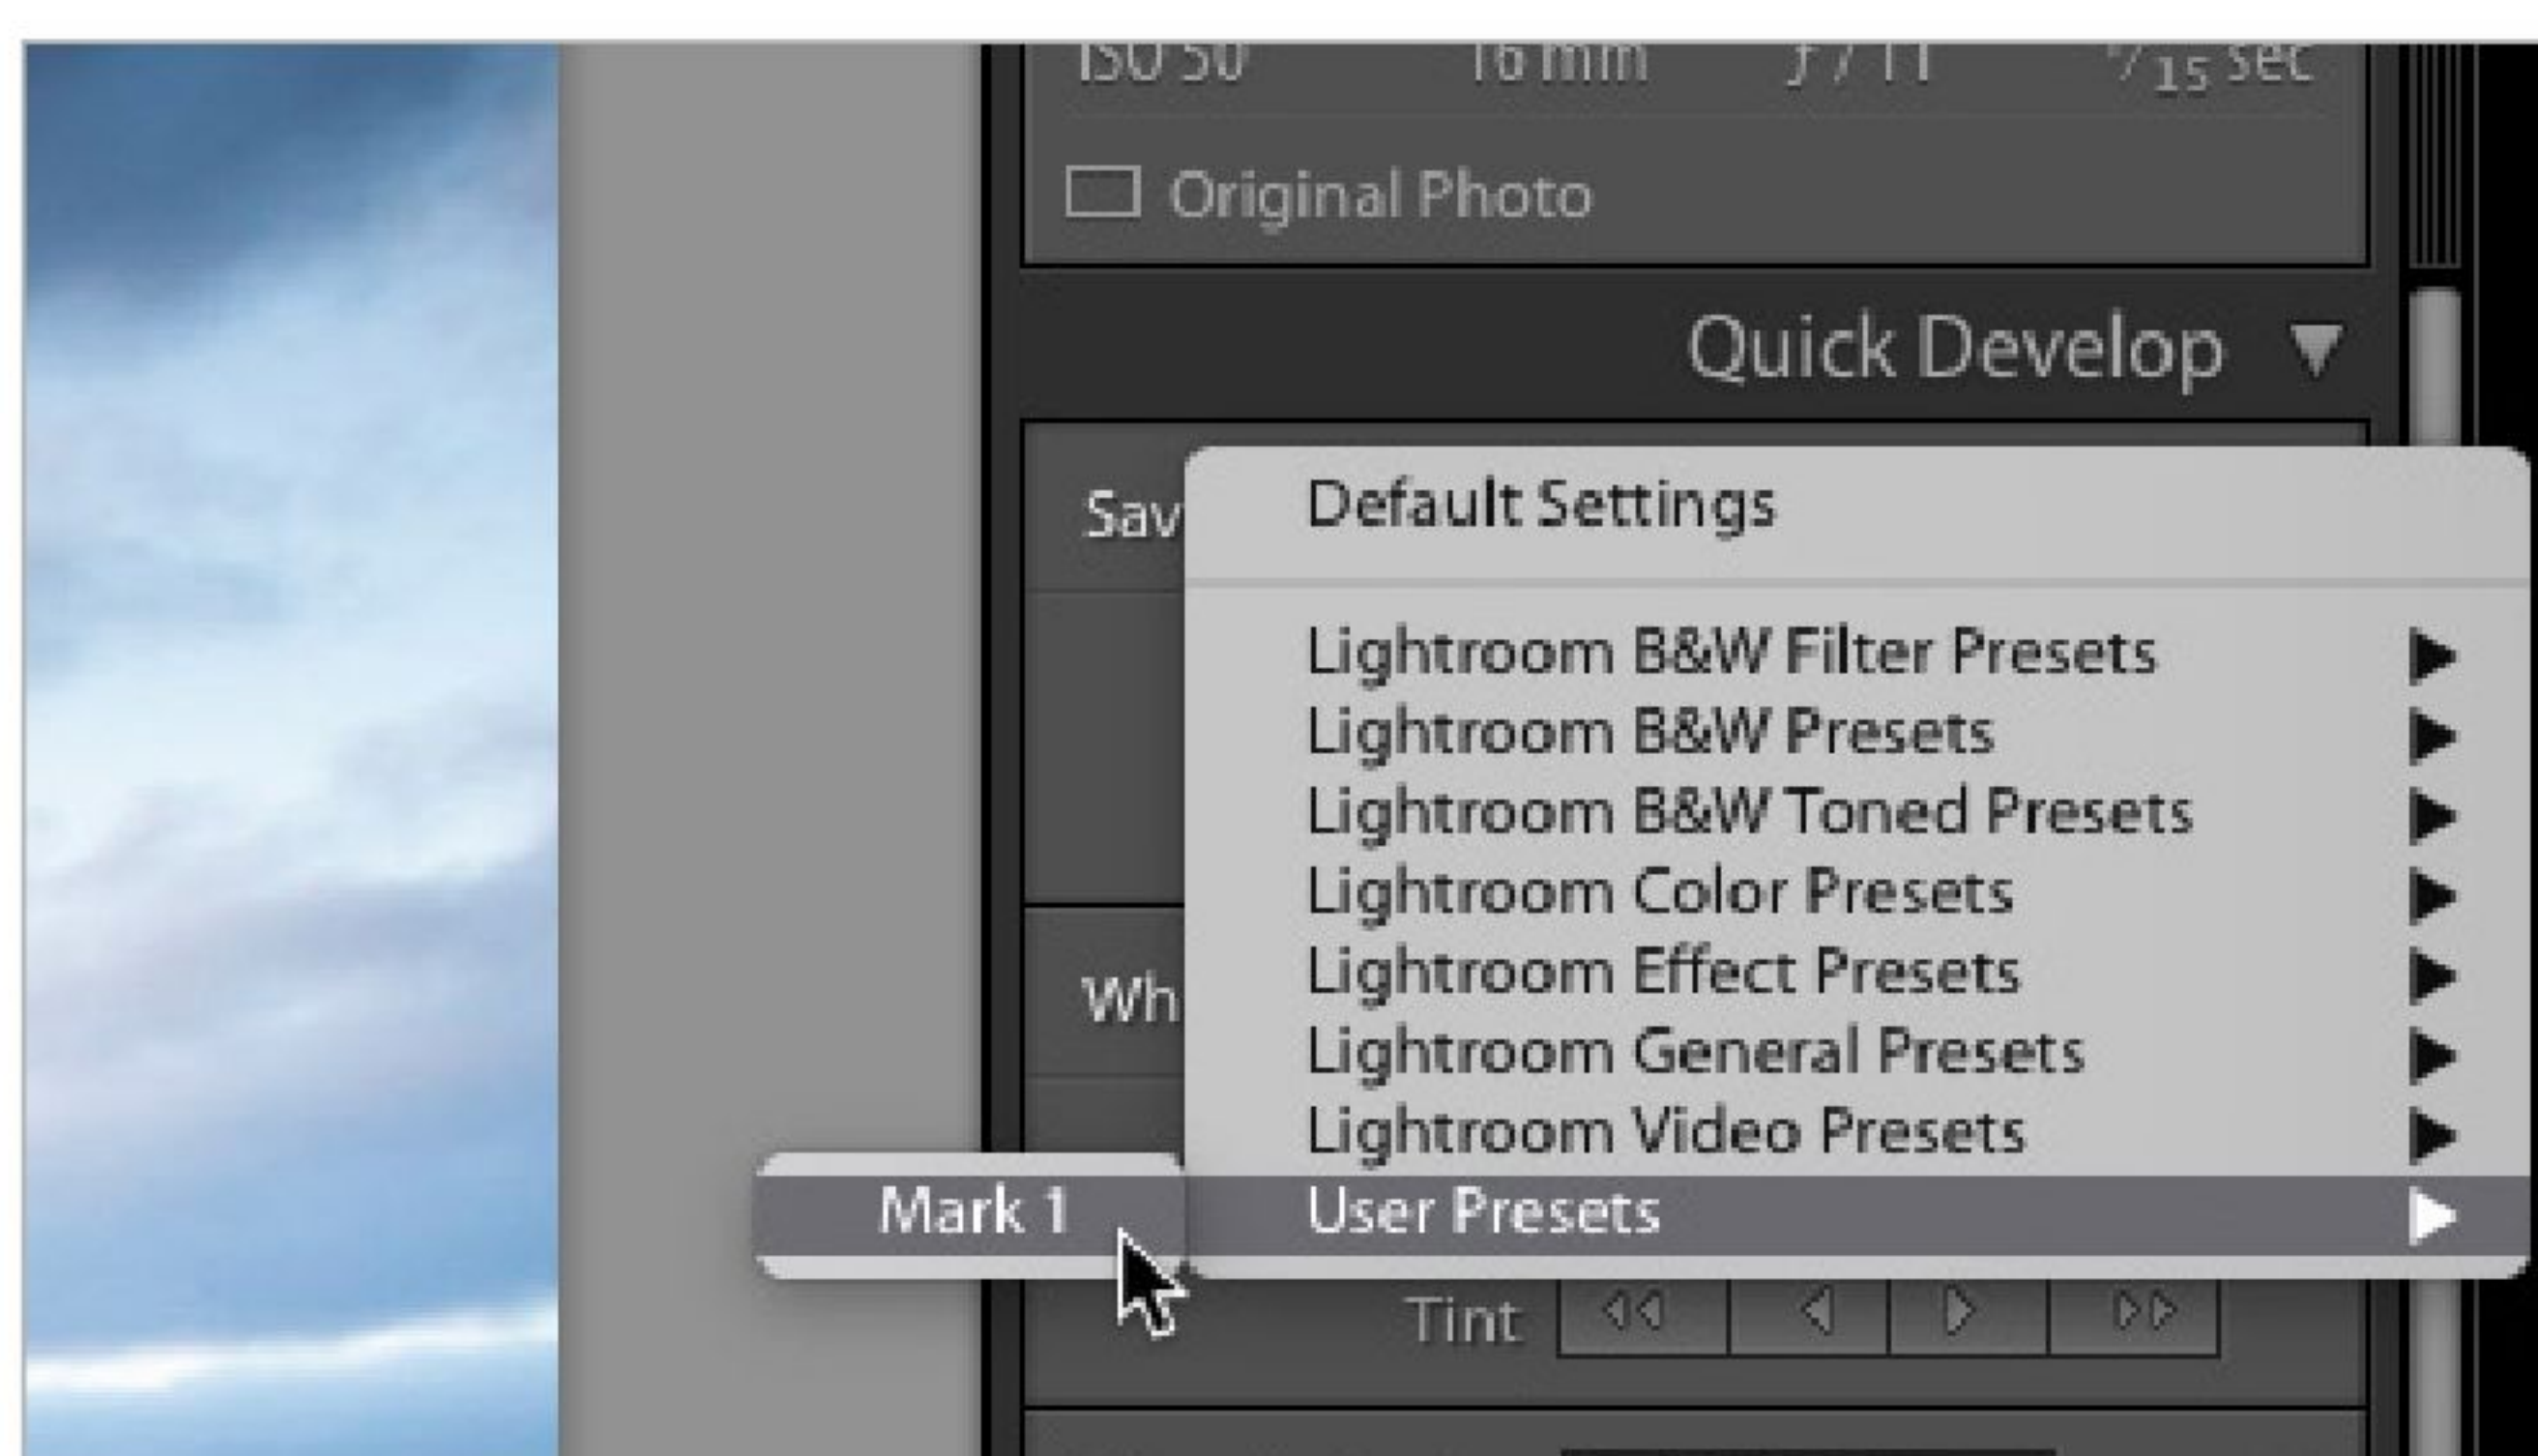 ISO 50 16 mm ƒ / 11 15 sec
Original Photo
Quick Develop
Sav
Default Settings
Lightroom B&W Filter Presets
Lightroom B&W Presets
Lightroom B&W Toned Presets
Lightroom Color Presets
Lightroom Effect Presets
Wh
Lightroom General Presets
Lightroom Video Presets
Mark 1
User Presets
Tint